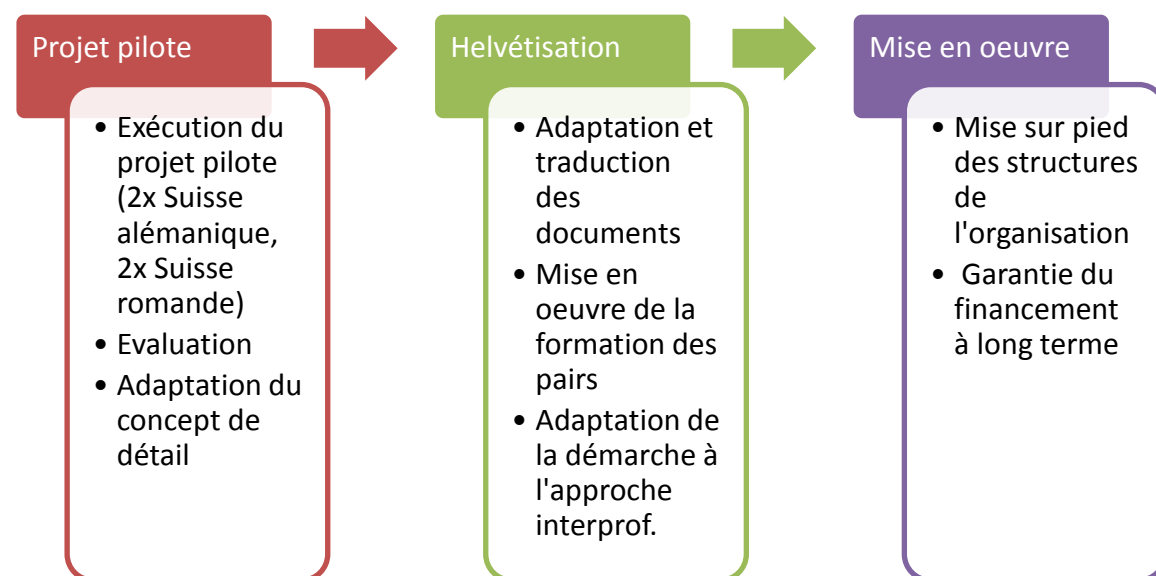 Projet pilote
• Exécution du
projet pilote
(2x Suisse
alémanique,
2x Suisse
romande)
• Evaluation
• Adaptation du
concept de
détail
Helvétisation
• Adaptation et
traduction
des
documents
• Mise en
oeuvre de la
formation des
pairs
• Adaptation de
la démarche à
l'approche
interprof.
Mise en oeuvre
• Mise sur pied
des structures
de
l'organisation
• Garantie du
financement
à long terme